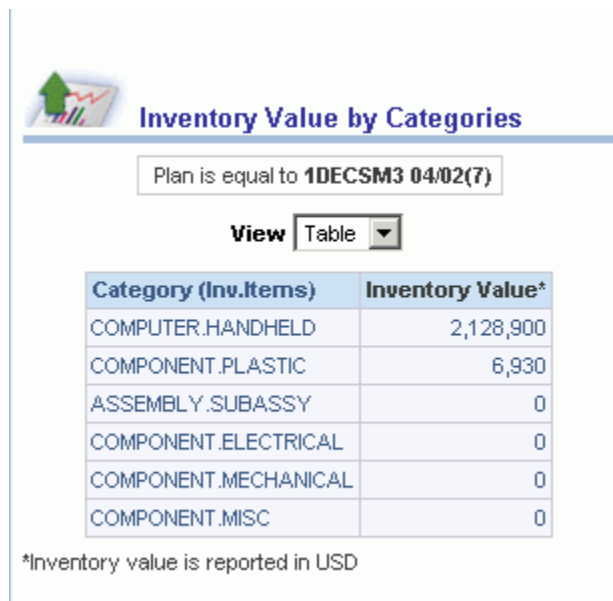 Inventory Value by Categories
Plan is equal to 1DECSM3 04/02(7)
View Table
Category (Inv.Items) Inventory Value*
COMPUTER.HANDHELD 2,128,900
COMPONENT.PLASTIC 6,930
ASSEMBLY.SUBASSY 0
COMPONENT.ELECTRICAL 0
COMPONENT.MECHANICAL 0
COMPONENT.MISC 0
*Inventory value is reported in USD